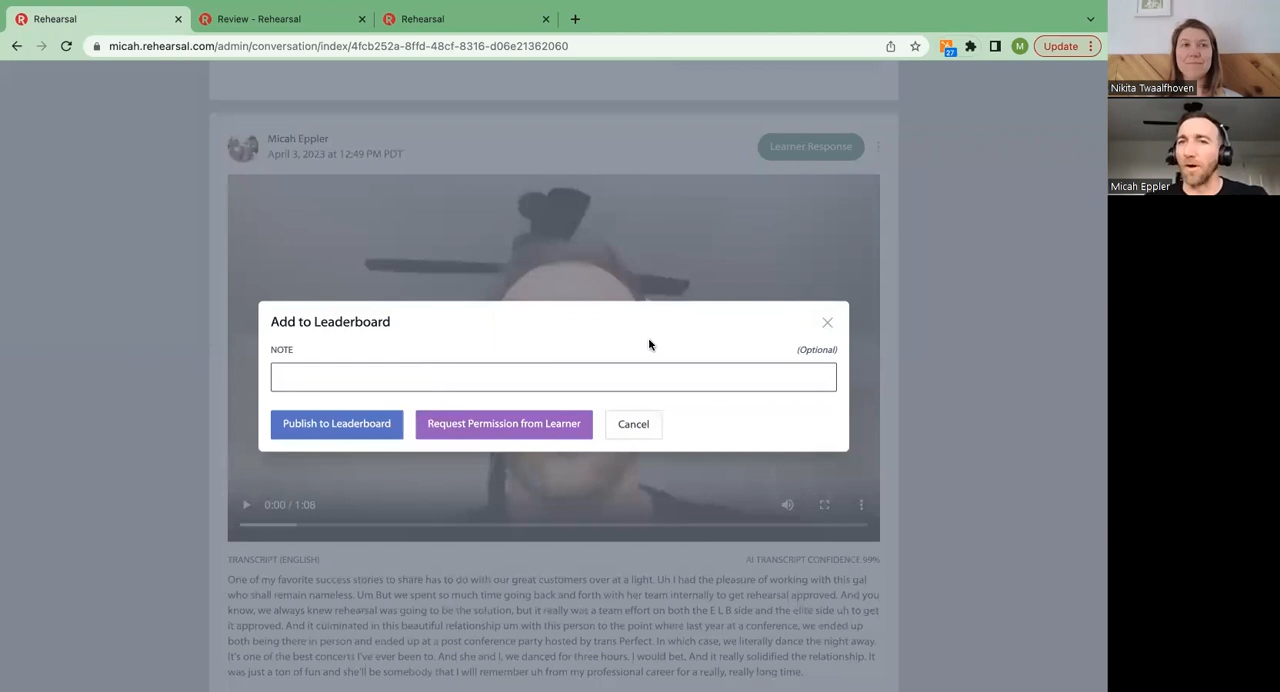 Rehearsal
Review - Rehearsal
Rehearsal
micah.rehearsal.com/admin/conversation/index/4fcb252a-8ffd-48cf-8316-d06e21362060
27
M
Update
Nikita Twaalfhoven
Micah Eppler
Micah Eppler
April 3, 2023 at 12:49 PM PDT
Learner Response
Add to Leaderboard
NOTE
(Optional)
Publish to Leaderboard
Request Permission from Learner
Cancel
0:00 / 1:08
TRANSCRIPT (ENGLISH)
AI TRANSCRIPT CONFIDENCE 99%
One of my favorite success stories to share has to do with our great customers over at a light. Uh I had the pleasure of working with this gal
who shall remain nameless. Um But we spent so much time going back and forth with her team internally to get rehearsal approved. And you
know, we always knew rehearsal was going to be the solution, but it really was a team effort on both the E L B side and the elite side uh to get
it approved. And it culminated in this beautiful relationship um with this person to the point where last year at a conference, we ended up
both being there in person and ended up at a post conference party hosted by trans Perfect. In which case, we literally dance the night away.
It's one of the best concerts I've ever been to. And she and I, we danced for three hours. I would bet. And it really solidified the relationship. It
was just a ton of fun and she'll be somebody that I will remember uh from my professional career for a really, really long time.